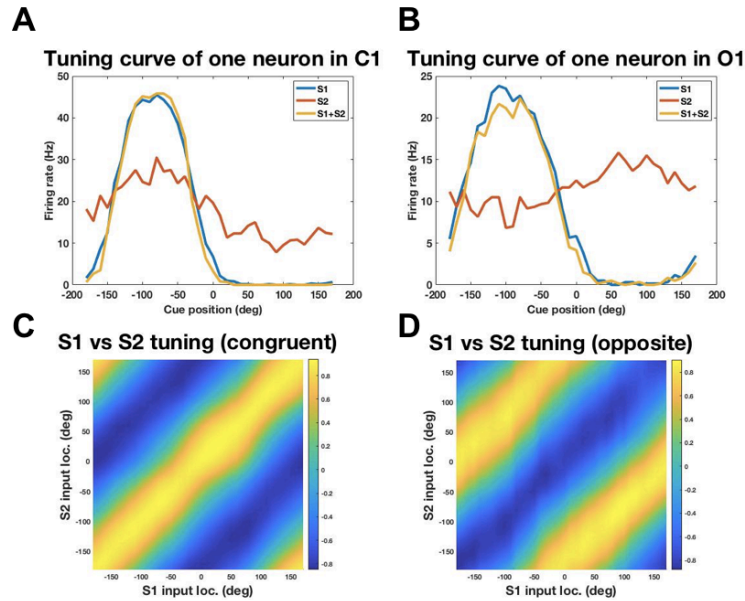 A
B
Tuning curve of one neuron in C1
Tuning curve of one neuron in O1
50
40
30
20
10
0
Firing rate (Hz)
S1
S2
S1+S2
-200 -150 -100 -50 0 50 100 150 200
Cue position (deg)
25
20
15
10
5
0
Firing rate (Hz)
S1
S2
S1+S2
-200 -150 -100 -50 0 50 100 150 200
Cue position (deg)
C
D
S1 vs S2 tuning (congruent)
S1 vs S2 tuning (opposite)
150
100
50
0
-50
-100
-150
S2 input loc. (deg)
-150 -100 -50 0 50 100 150
S1 input loc. (deg)
0.8
0.6
0.4
0.2
0
-0.2
-0.4
-0.6
-0.8
150
100
50
0
-50
-100
-150
S2 input loc. (deg)
-150 -100 -50 0 50 100 150
S1 input loc. (deg)
0.8
0.6
0.4
0.2
0
-0.2
-0.4
-0.6
-0.8